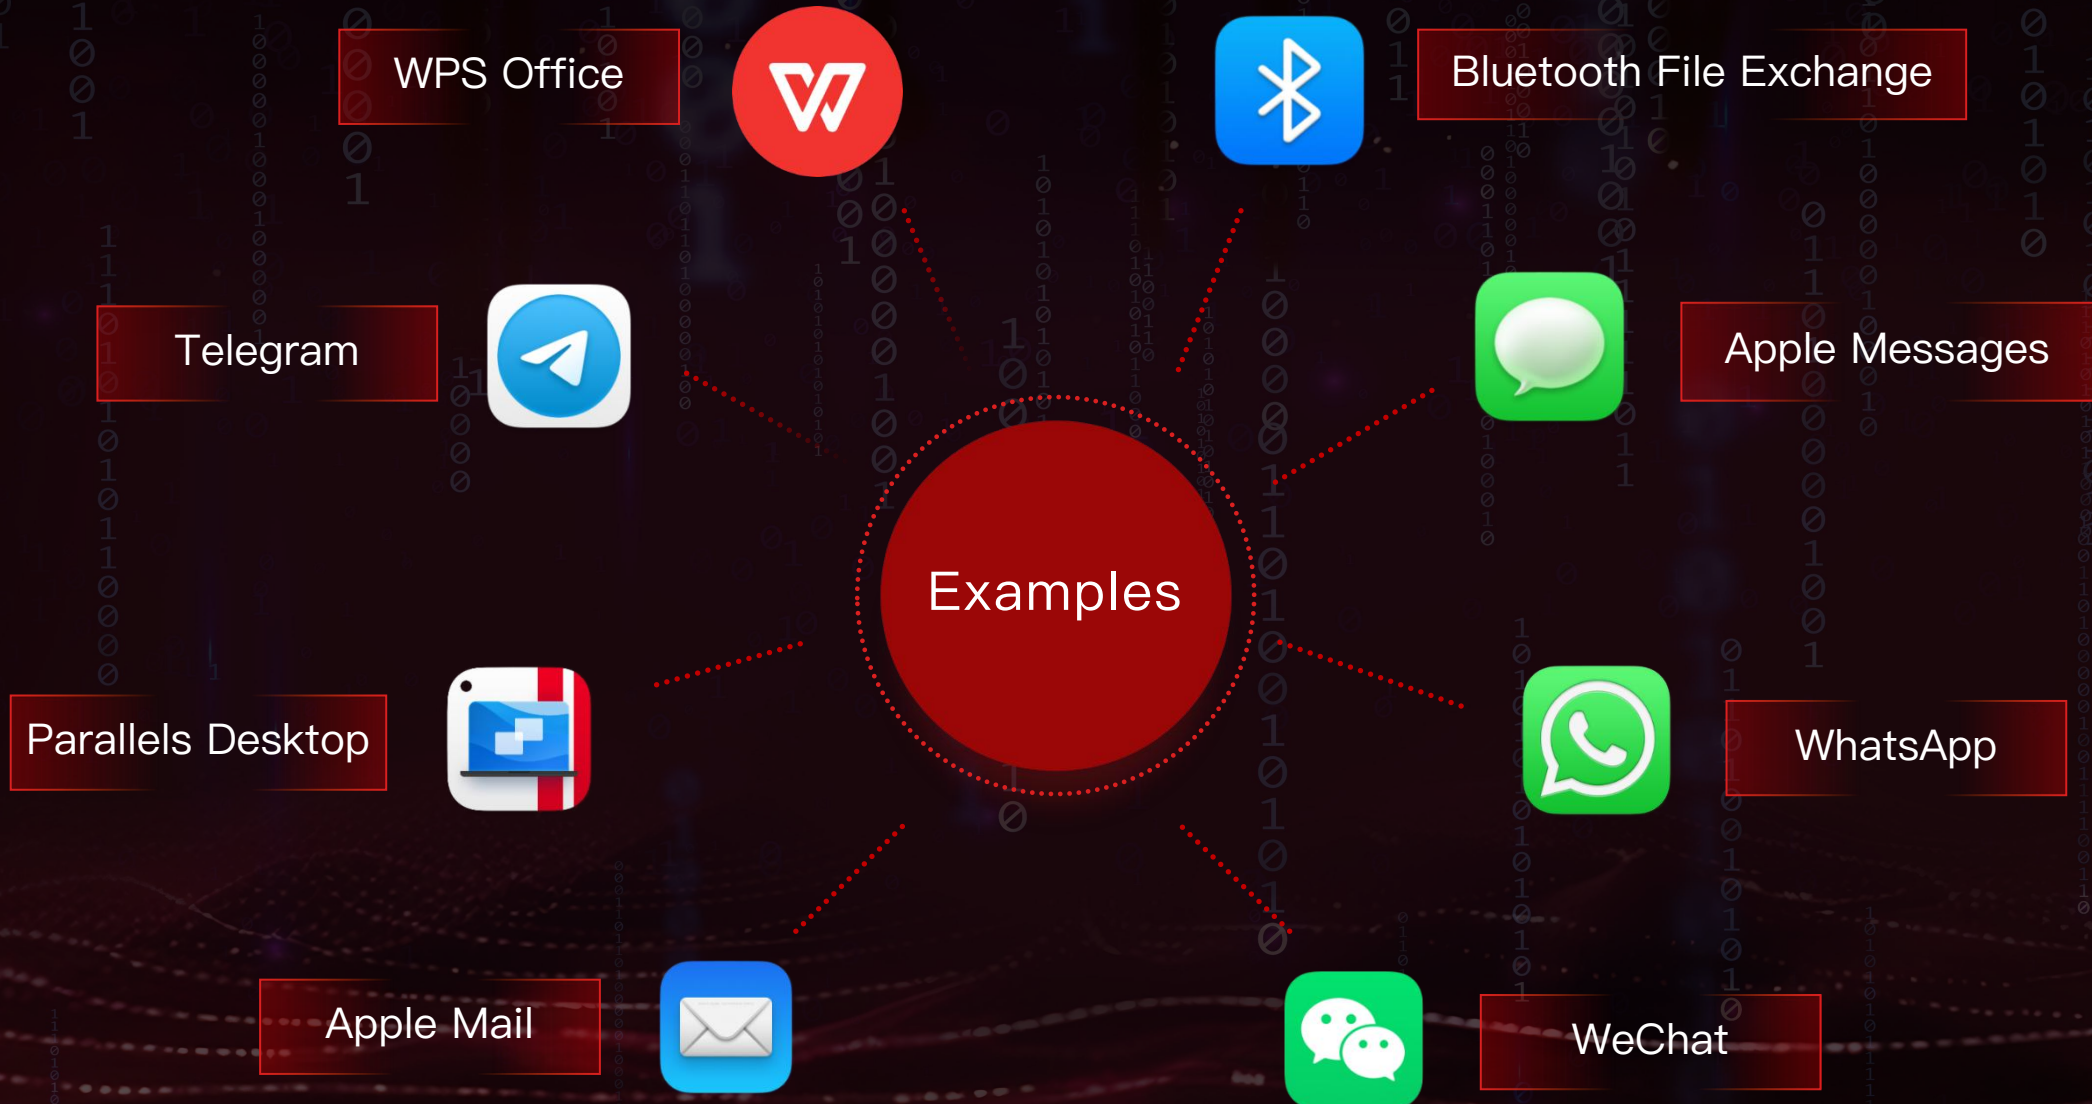 WPS Office
Bluetooth File Exchange
Telegram
Apple Messages
Examples
Parallels Desktop
WhatsApp
Apple Mail
WeChat